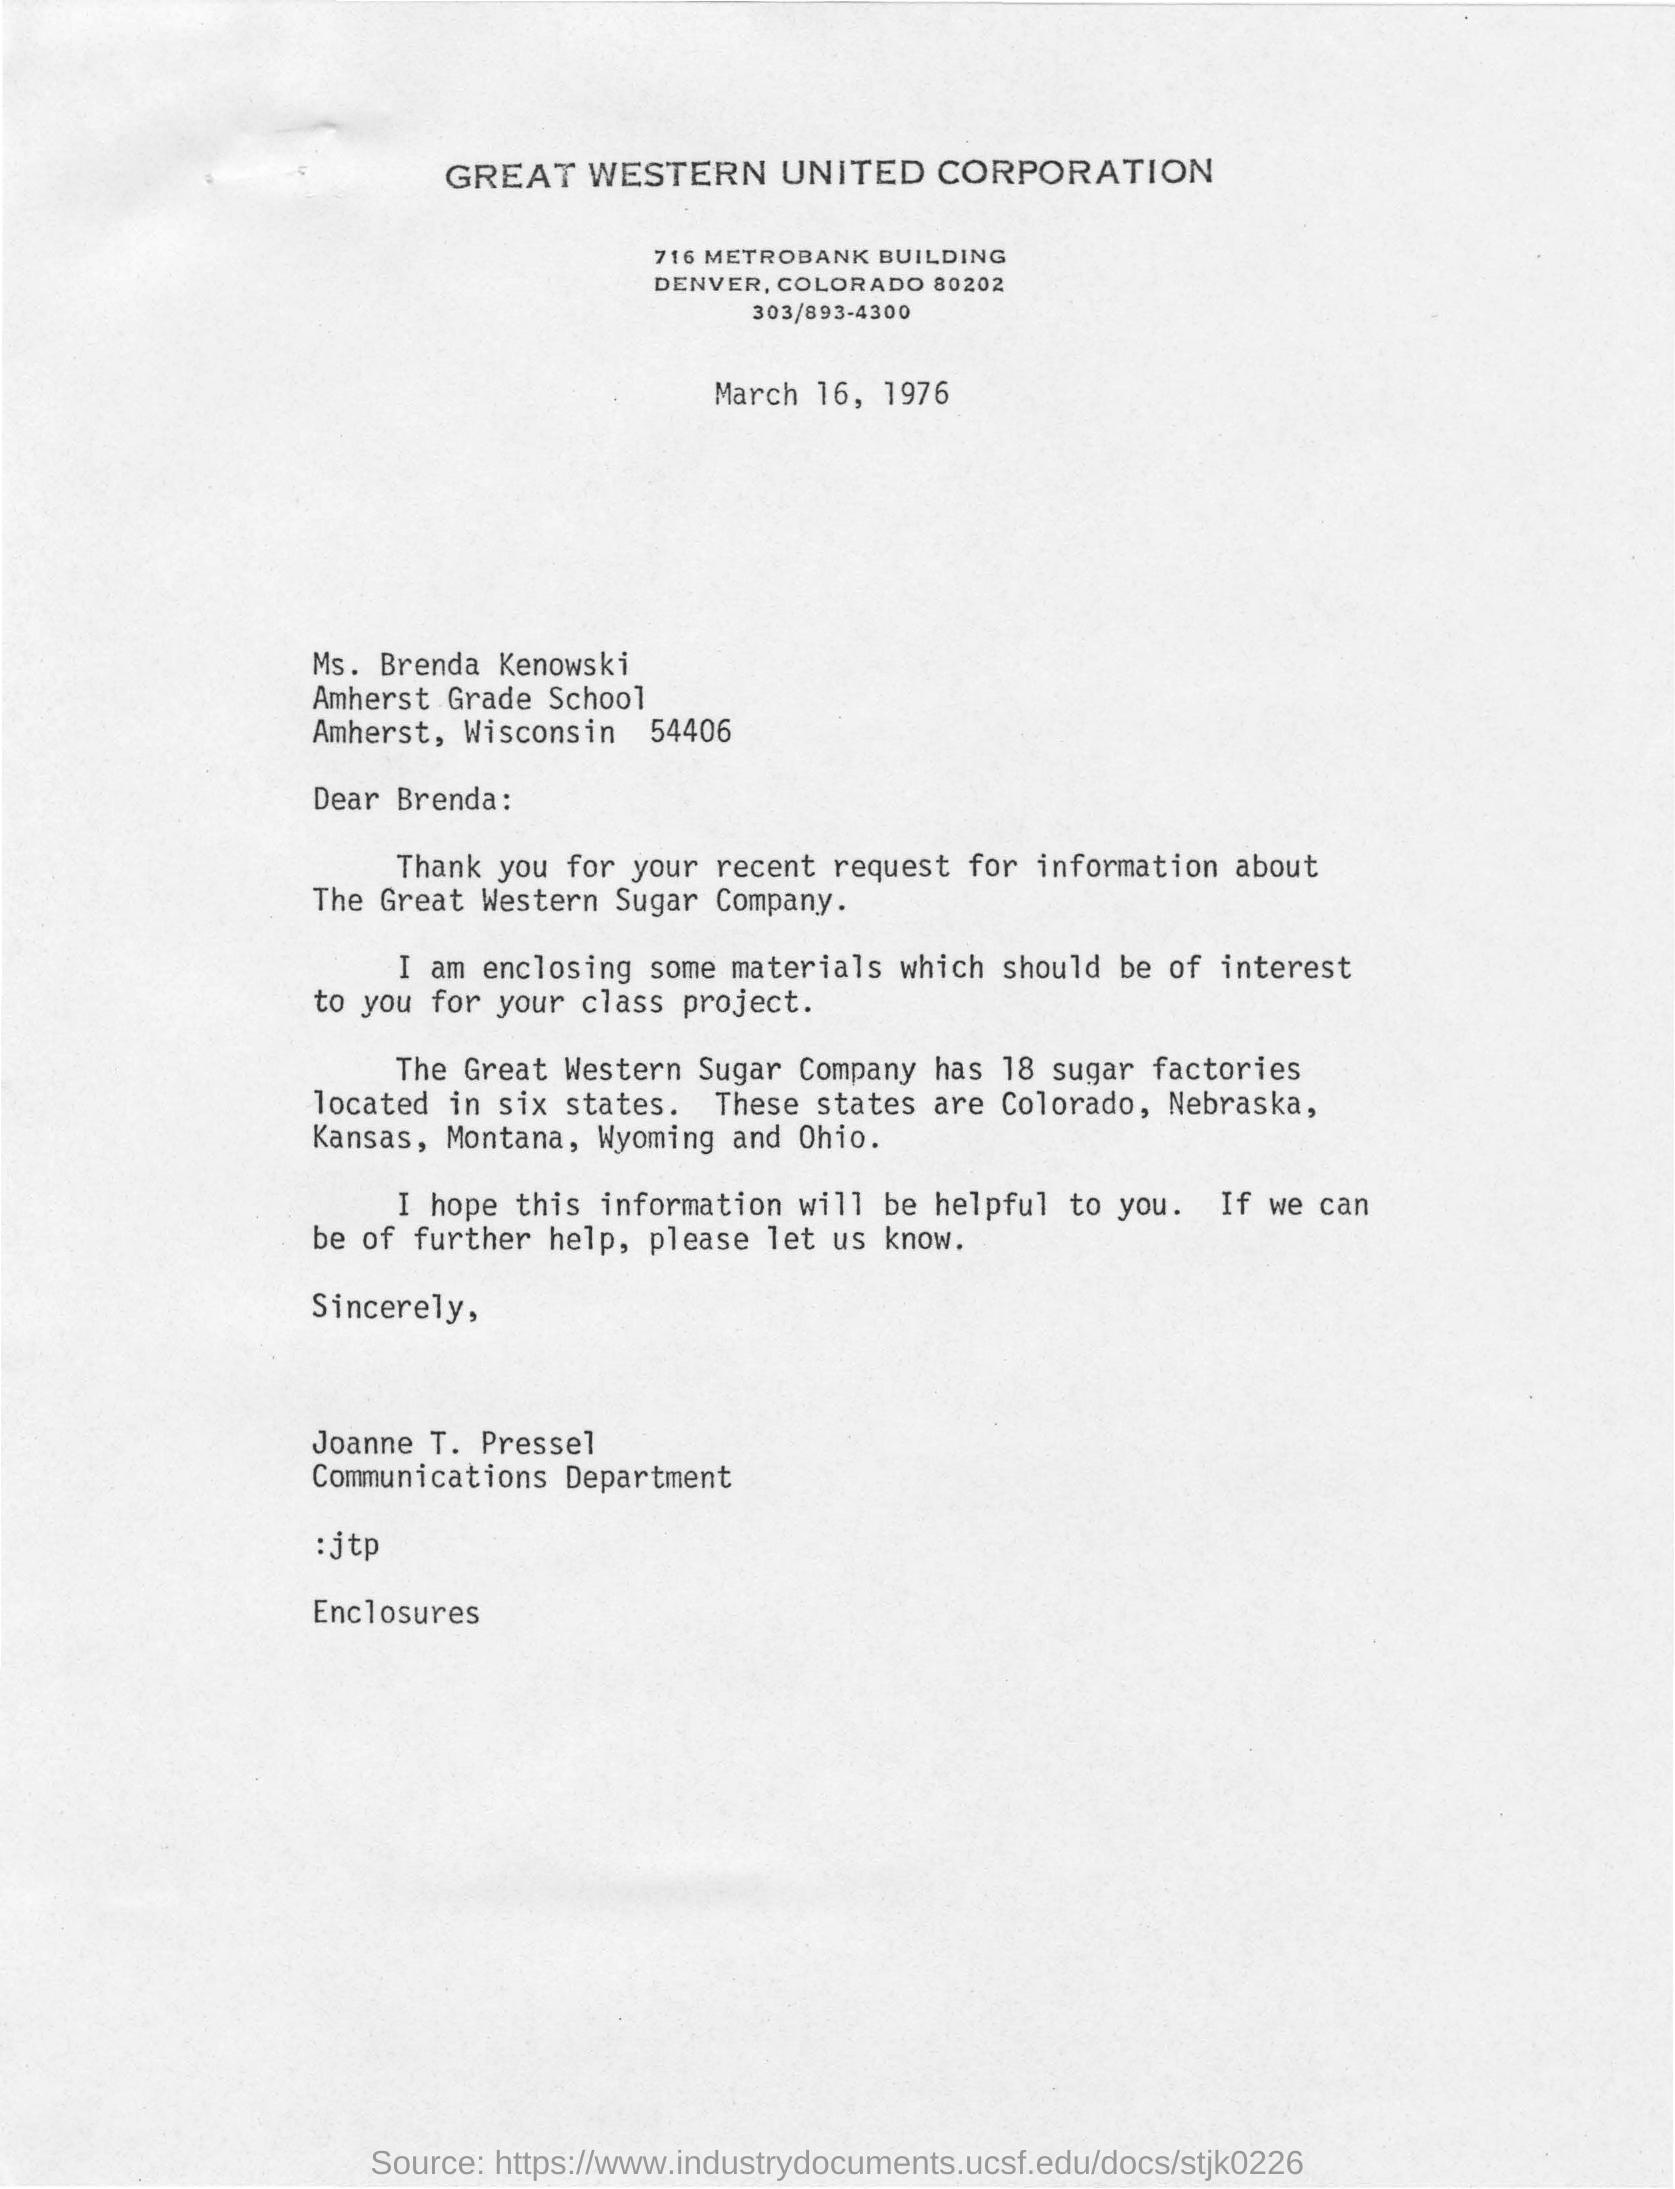 GREAT WESTERN UNITED CORPORATION
716 METROBANK BUILDING
DENVER, COLORADO 80202
303/893-4300
March 16, 1976
Ms. Brenda Kenowski
Amherst Grade School
Amherst, Wisconsin 54406
Dear Brenda:
Thank you for your recent request for information about
The Great Western Sugar Company.
I am enclosing some materials which should be of interest
to you for your class project.
The Great Western Sugar Company has 18 sugar factories
located in six states. These states are Colorado, Nebraska,
Kansas, Montana, Wyoming and Ohio.
I hope this information will be helpful to you. If we can
be of further help, please let us know.
Sincerely,
Joanne T. Pressel
Communications Department
:jtp
Enclosures
Source: https://www.industrydocuments.ucsf.edu/docs/stjk0226